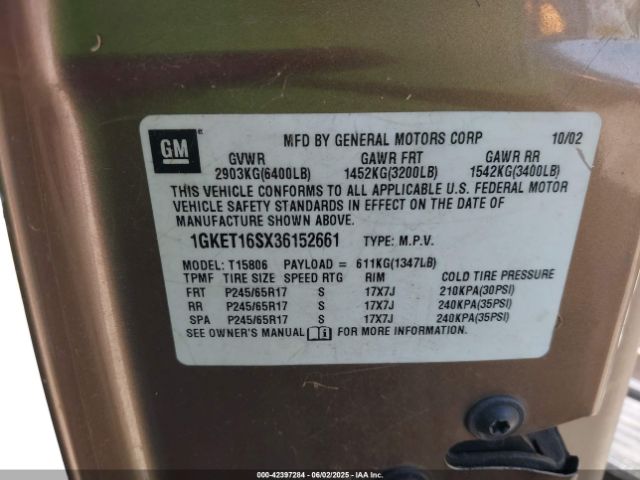 GM
MFD BY GENERAL MOTORS CORP 10/02
GVWR GAWR FRT GAWR RR
2903KG(6400LB) 1452KG(3200LB) 1542KG(3400LB)
THIS VEHICLE CONFORMS TO ALL APPLICABLE U.S. FEDERAL MOTOR
VEHICLE SAFETY STANDARDS IN EFFECT ON THE DATE OF
MANUFACTURE SHOWN ABOVE.
1GKET16SX36152661 TYPE: M.P.V.
MODEL: T15806 PAYLOAD = 611KG(1347LB)
TPMF TIRE SIZE SPEED RTG RIM COLD TIRE PRESSURE
FRT P245/65R17 S 17X7J 210KPA(30PSI)
RR P245/65R17 S 17X7J 240KPA(35PSI)
SPA P245/65R17 S 17X7J 240KPA(35PSI)
SEE OWNER'S MANUAL FOR MORE INFORMATION.
000-42397284 - 06/02/2025 - IAA Inc.